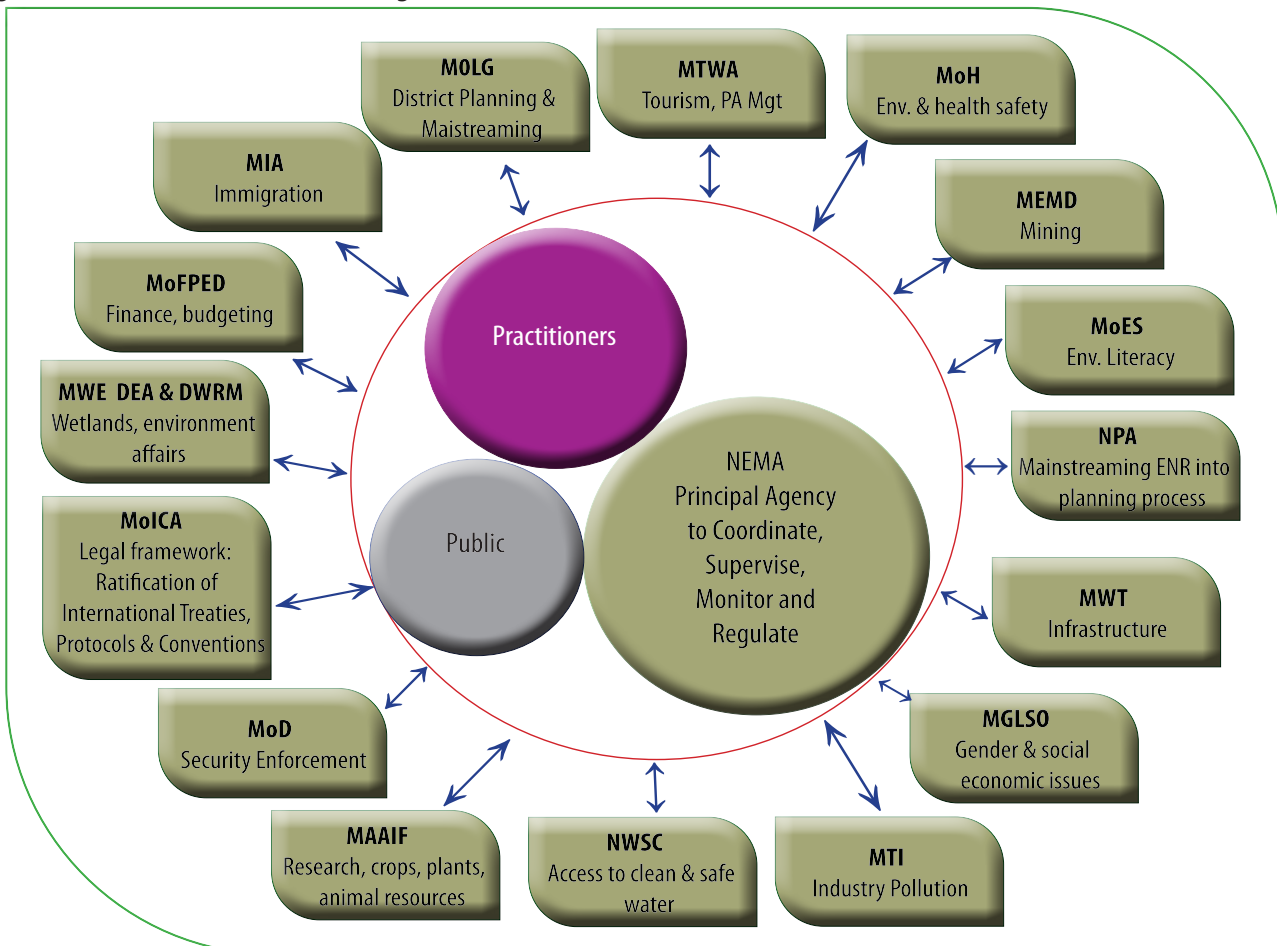 M0LG
District Planning &
Maistreaming
MTWA
Tourism, PA Mgt
MoH
Env. & health safety
MIA
Immigration
MEMD
Mining
MoFPED
Finance, budgeting
MoES
Env. Literacy
Practitioners
MWE DEA & DWRM
Wetlands, environment
affairs
NPA
Mainstreaming ENR into
planning process
NEMA
Principal Agency
to Coordinate,
Supervise,
Monitor and
Regulate
Public
MoICA
Legal framework:
Ratification of
International Treaties,
Protocols & Conventions
MWT
Infrastructure
MoD
Security Enforcement
MGLSO
Gender & social
economic issues
MAAIF
Research, crops, plants,
animal resources
NWSC
Access to clean & safe
water
MTI
Industry Pollution